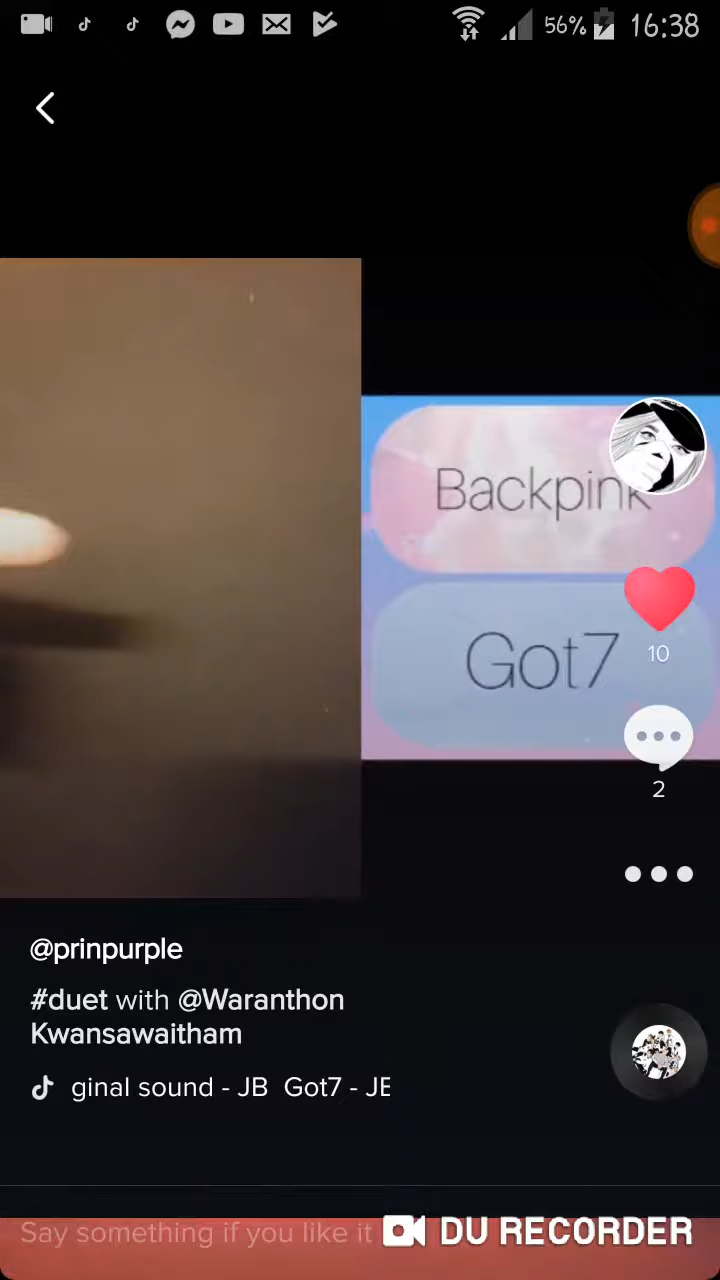 56% 16:38
Backpink
Got7
10
2
@prinpurple
#duet with @Waranthon
Kwansawaitham
ginal sound - JB Got7 - JE
Say something if you like it
DU RECORDER